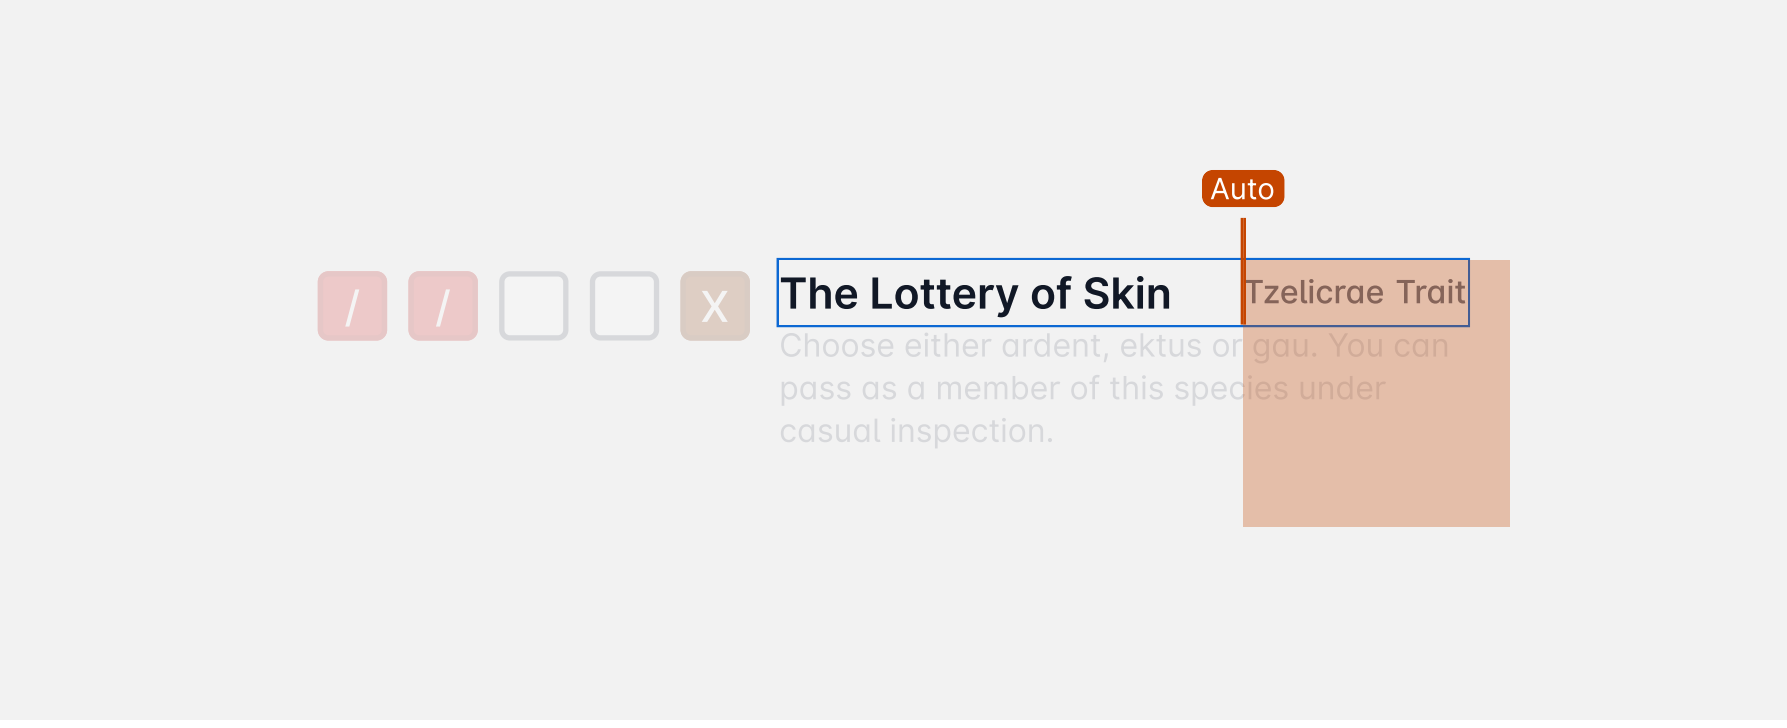 Auto
/ / X The Lottery of Skin Tzelicrae Trait
Choose either ardent, ektus or gau. You can
pass as a member of this species under
casual inspection.